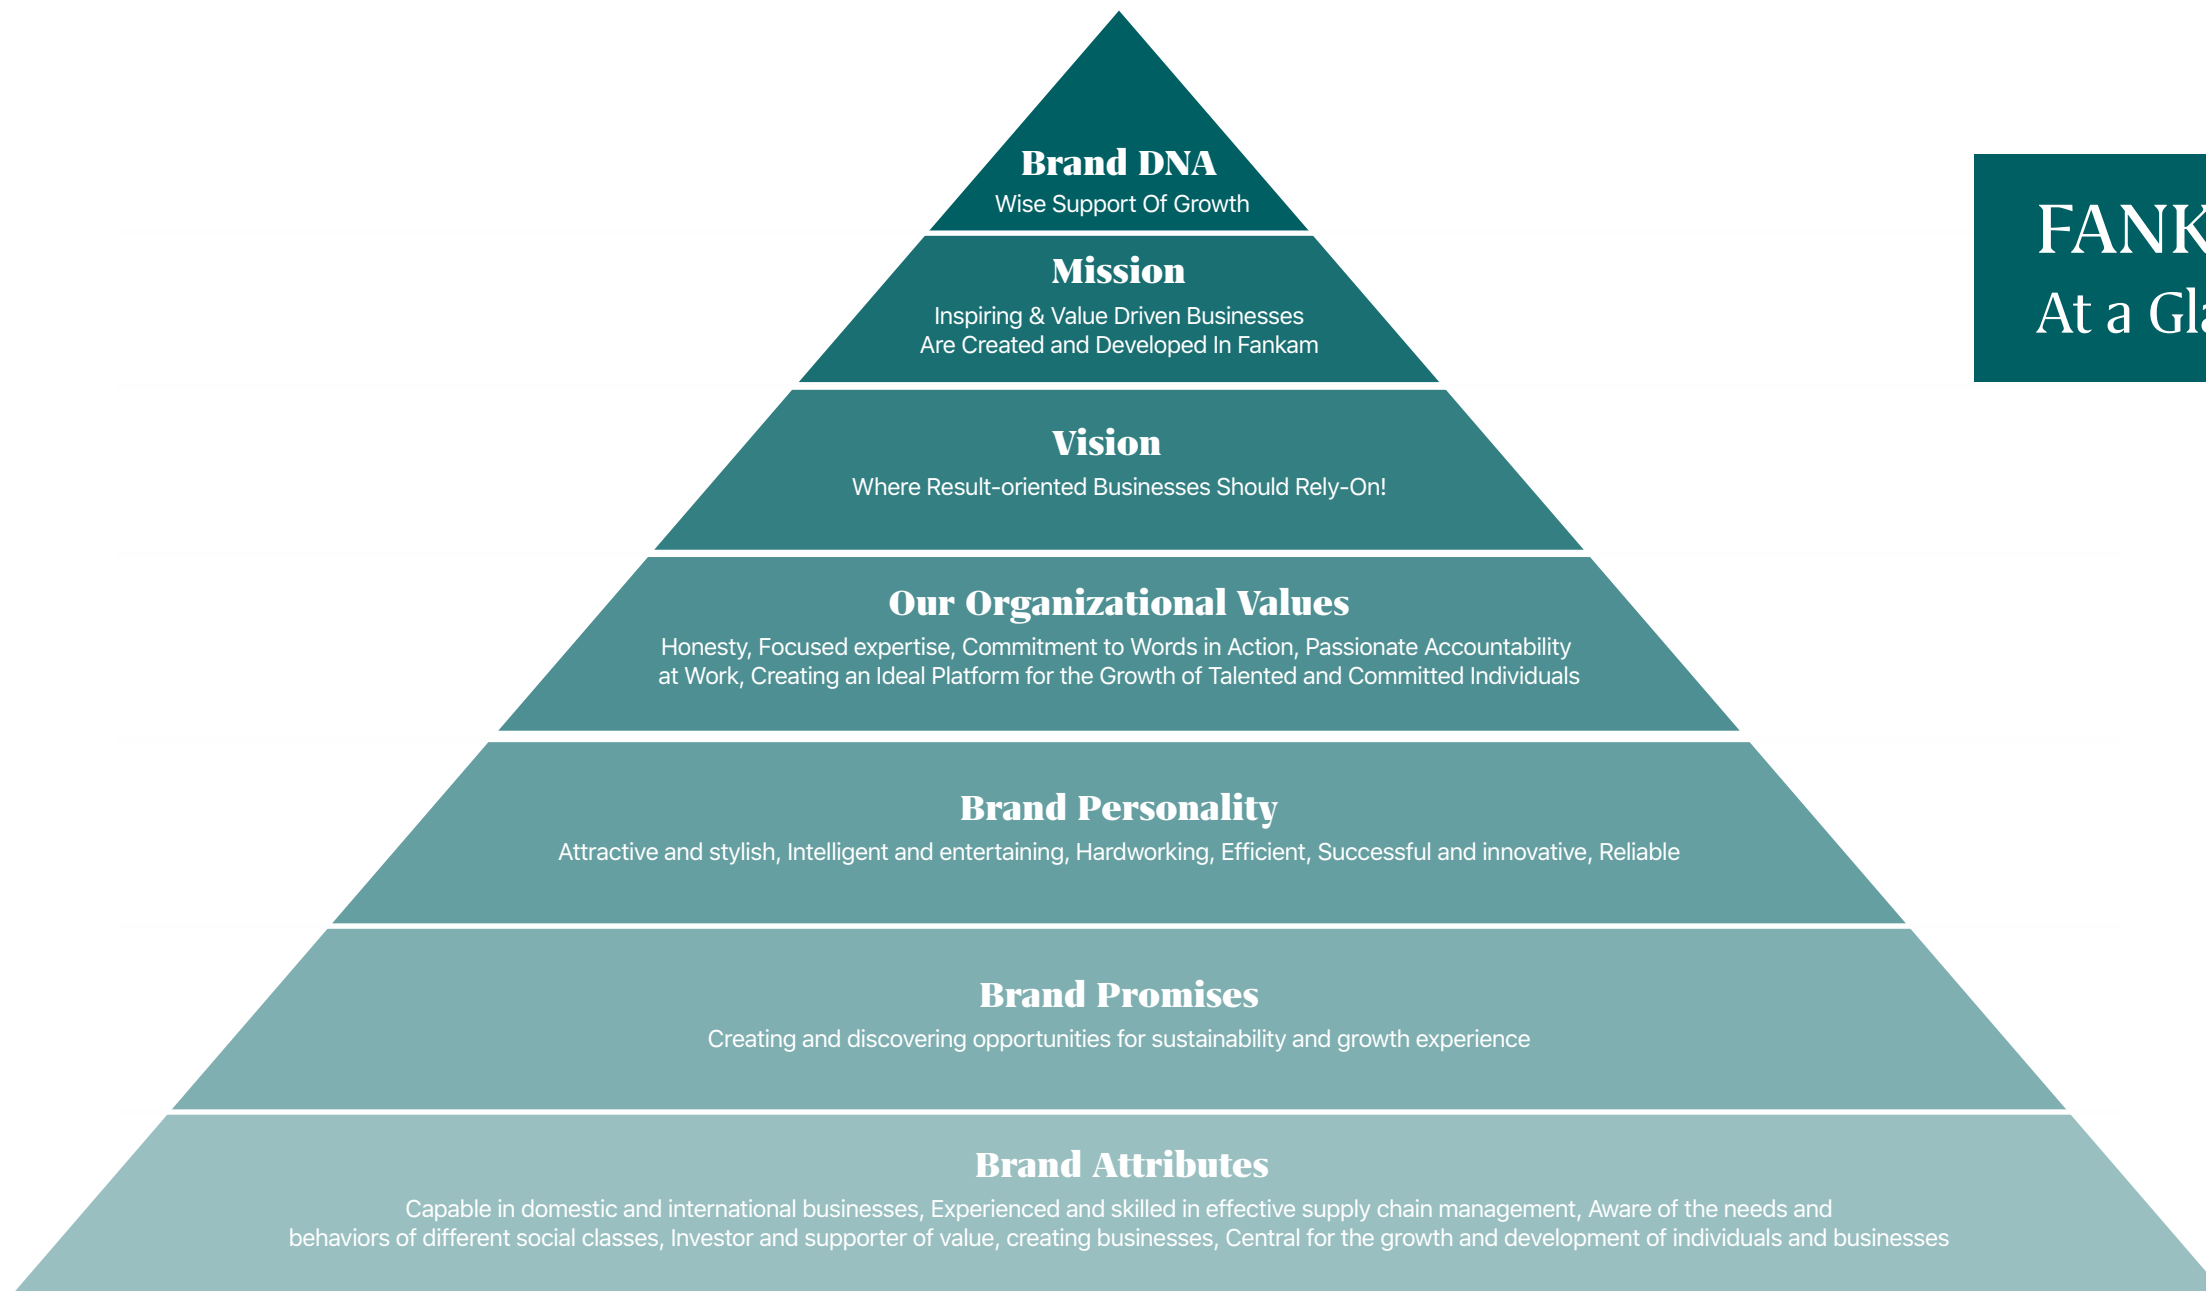 Brand DNA
Wise Support Of Growth
Mission
Inspiring & Value Driven Businesses
Are Created and Developed In Fankam
Vision
Where Result-oriented Businesses Should Rely-On!
Our Organizational Values
Honesty, Focused expertise, Commitment to Words in Action, Passionate Accountability
at Work, Creating an Ideal Platform for the Growth of Talented and Committed Individuals
Brand Personality
Attractive and stylish, Intelligent and entertaining, Hardworking, Efficient, Successful and innovative, Reliable
Brand Promises
Creating and discovering opportunities for sustainability and growth experience
Brand Attributes
Capable in domestic and international businesses, Experienced and skilled in effective supply chain management, Aware of the needs and
behaviors of different social classes, Investor and supporter of value, creating businesses, Central for the growth and development of individuals and businesses
At a